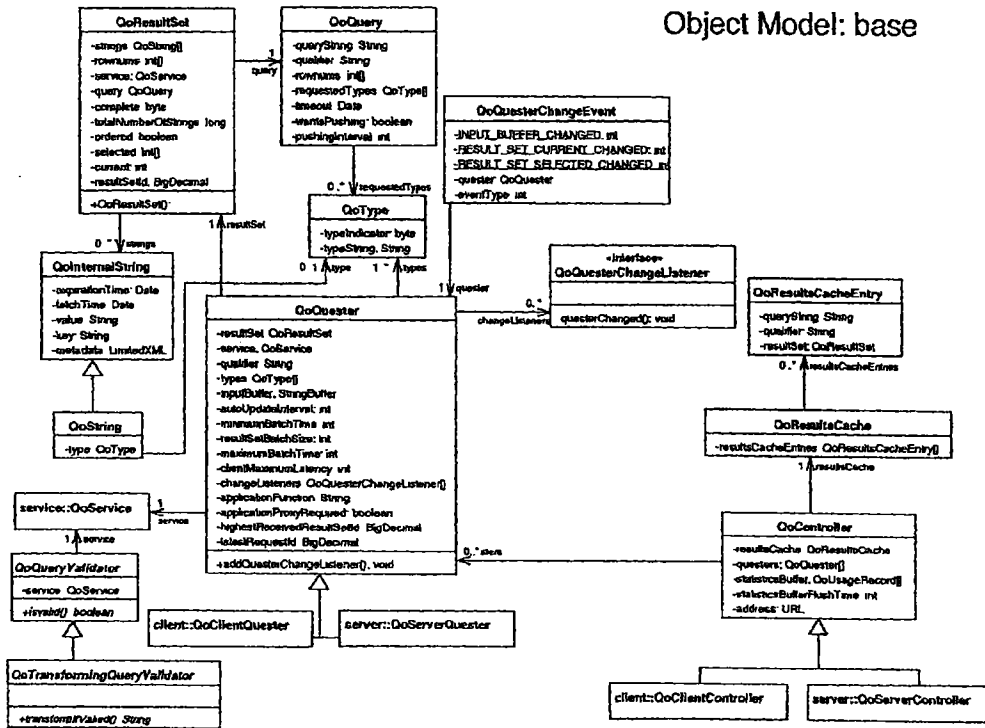 Object Model: base
QoResultSet
-strings QoString[]
-rownums int[]
-service: QoService
-query QoQuery
-complete byte
-totalNumberOfStrings long
-ordered boolean
-selected int[]
-current int
-resultSetId BigDecimal
+QoResultSet()
1
query
QoQuery
-queryString String
-qualifier String
-rownums int[]
-requestedTypes QoType[]
-timeout Date
-wantsPushing boolean
-pushingInterval int
QoQuesterChangeEvent
-INPUT_BUFFER_CHANGED: int
-RESULT_SET_CURRENT_CHANGED: int
-RESULT_SET_SELECTED_CHANGED int
-quester QoQuester
-eventType int
0..* requestedTypes
QoType
-typeIndicator byte
-typeString, String
0 1 type
1 * types
1 resultSet
0 * strings
QoInternalString
-expirationTime: Date
-fetchTime Date
-value String
-key String
-metadata LimitedXML
QoString
-type QoType
1 quester
«interface»
QoQuesterChangeListener
questerChanged(): void
0..*
changeListeners
QoQuester
-resultSet QoResultSet
-service, QoService
-qualifier String
-types QoType[]
-inputBuffer, StringBuffer
-autoUpdateInterval: int
-minimumBatchTime int
-resultSetBatchSize: int
-maximumBatchTime: int
-clientMaximumLatency int
-changeListeners QoQuesterChangeListener[]
-applicationFunction String
-applicationProxyRequired boolean
-highestReceivedResultSetId BigDecimal
-latestRequestId BigDecimal
+addQuesterChangeListener(), void
QoResultsCacheEntry
-queryString String
-qualifier String
-resultSet: QoResultSet
0..* resultsCacheEntries
QoResultsCache
-resultsCacheEntries QoResultsCacheEntry[]
1 resultsCache
QoController
-resultsCache QoResultsCache
-questers; QoQuester[]
-statisticsBuffer, QoUsageRecord[]
-statisticsBufferFlushTime int
-address: URL
0..*
service::QoService
1
service
1 service
QoQueryValidator
-service QoService
+isvalid() boolean
QoTransformingQueryValidator
+transformIfValid() String
client::QoClientQuester
server::QoServerQuester
client::QoClientController
server::QoServerController